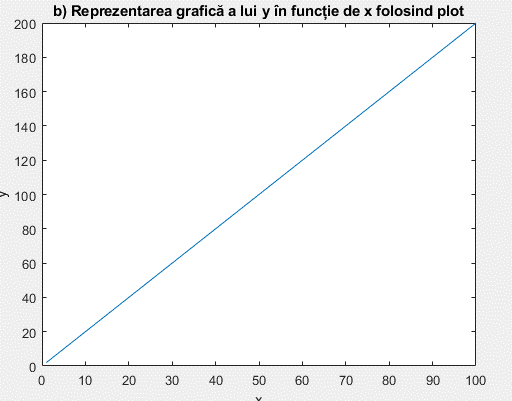 b) Reprezentarea grafică a lui y în funcție de x folosind plot
200
180
160
140
120
100
80
60
40
20
0
y
0 10 20 30 40 50 60 70 80 90 100
x